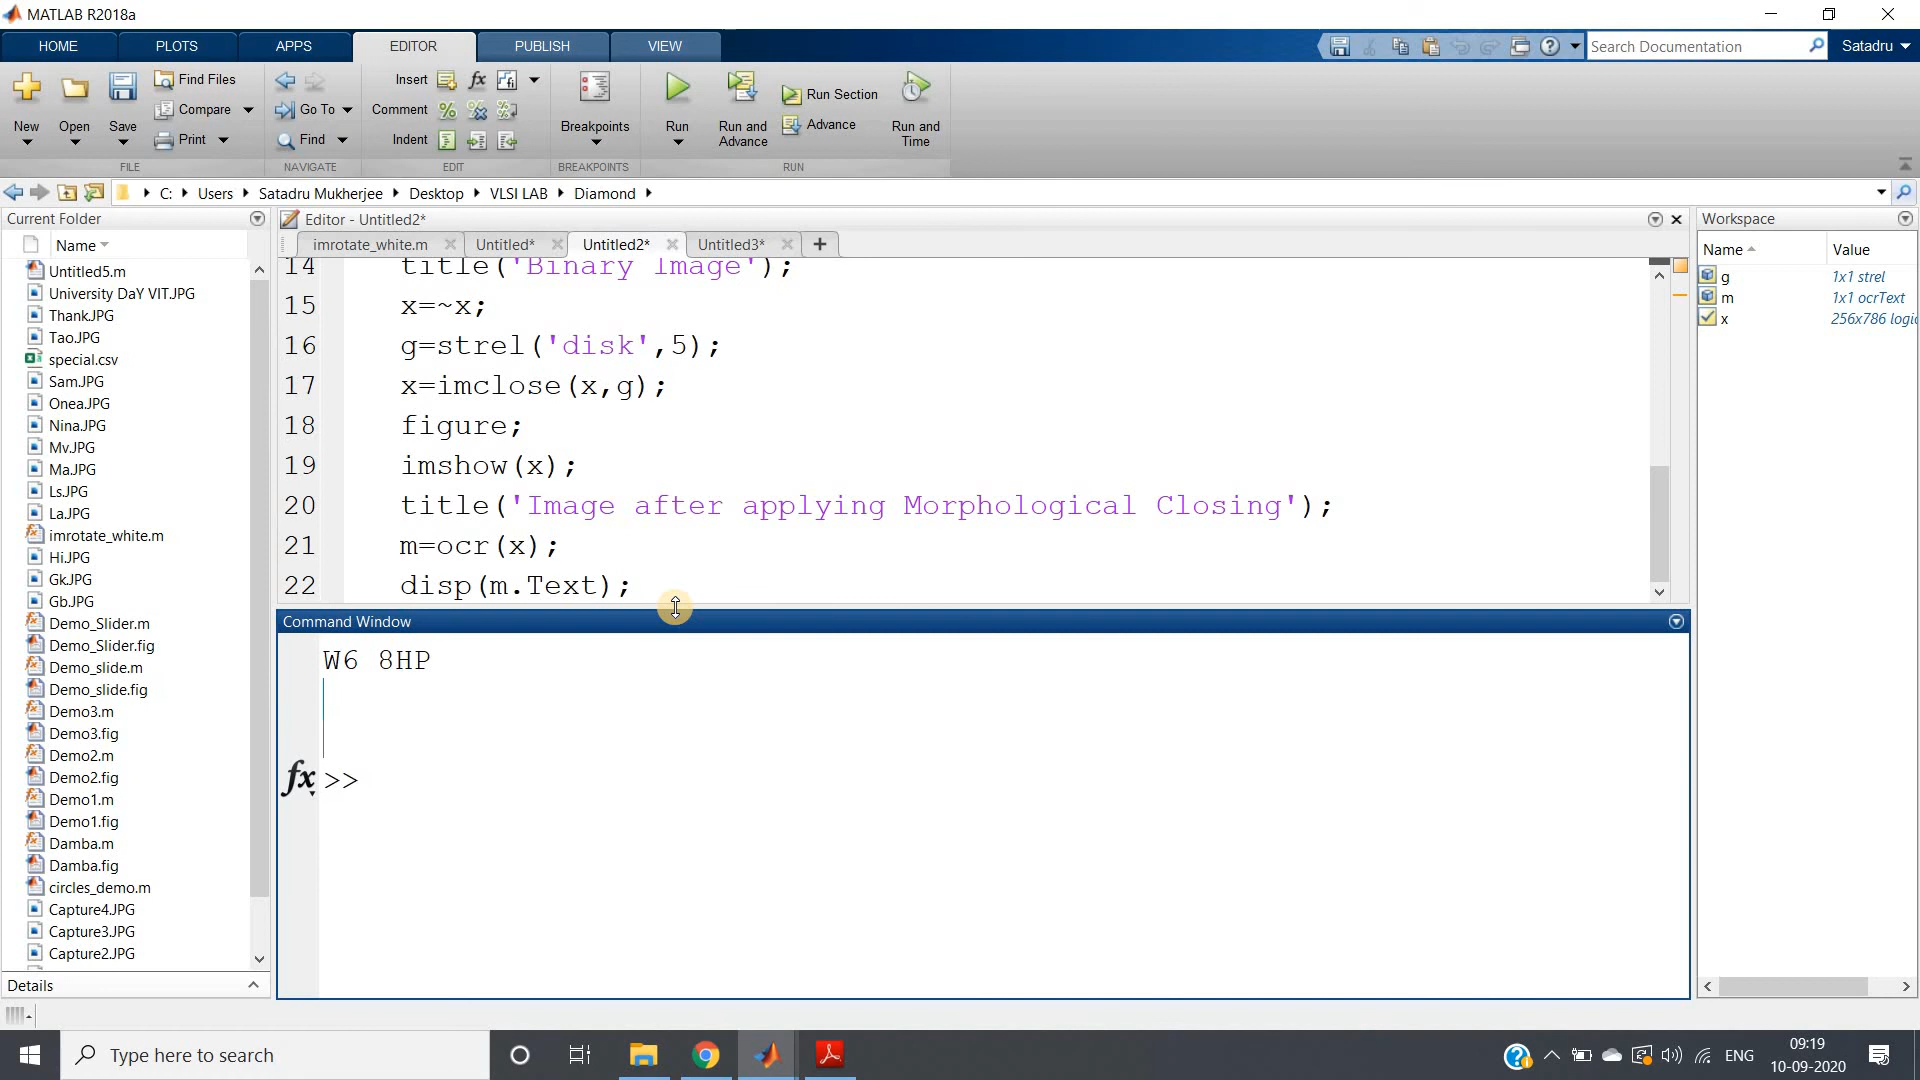 MATLAB R2018a
HOME PLOTS APPS EDITOR PUBLISH VIEW
Search Documentation Satadru
New Open Save
Find Files
Compare
Print
FILE
Go To
Find
NAVIGATE
Insert
Comment
Indent
EDIT
Breakpoints
BREAKPOINTS
Run
Run and Advance
Run Section
Advance
Run and Time
RUN
C: Users Satadru Mukherjee Desktop VLSI LAB Diamond
Current Folder
Name
Untitled5.m
University DaY VIT.JPG
Thank.JPG
Tao.JPG
special.csv
Sam.JPG
Onea.JPG
Nina.JPG
Mv.JPG
Ma.JPG
Ls.JPG
La.JPG
imrotate_white.m
Hi.JPG
Gk.JPG
Gb.JPG
Demo_Slider.m
Demo_Slider.fig
Demo_slide.m
Demo_slide.fig
Demo3.m
Demo3.fig
Demo2.m
Demo2.fig
Demo1.m
Demo1.fig
Damba.m
Damba.fig
circles_demo.m
Capture4.JPG
Capture3.JPG
Capture2.JPG
Details
Editor - Untitled2*
imrotate_white.m Untitled* Untitled2* Untitled3*
14 title('Binary Image');
15 x=~x;
16 g=strel('disk',5);
17 x=imclose(x,g);
18 figure;
19 imshow(x);
20 title('Image after applying Morphological Closing');
21 m=ocr(x);
22 disp(m.Text);
Command Window
W6 8HP
fx >>
Workspace
Name Value
g 1x1 strel
m 1x1 ocrText
x 256x786 logic
Type here to search
ENG
09:19
10-09-2020